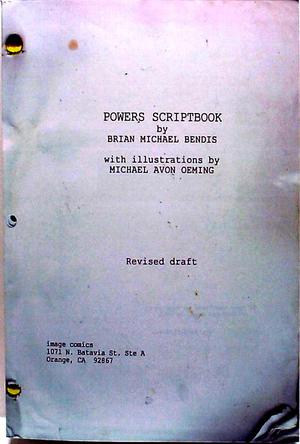 POWERS SCRIPTBOOK
by
BRIAN MICHAEL BENDIS
with illustrations by
MICHAEL AVON OEMING
Revised draft
image comics
1071 N. Batavia St. Ste A
Orange, CA 92867